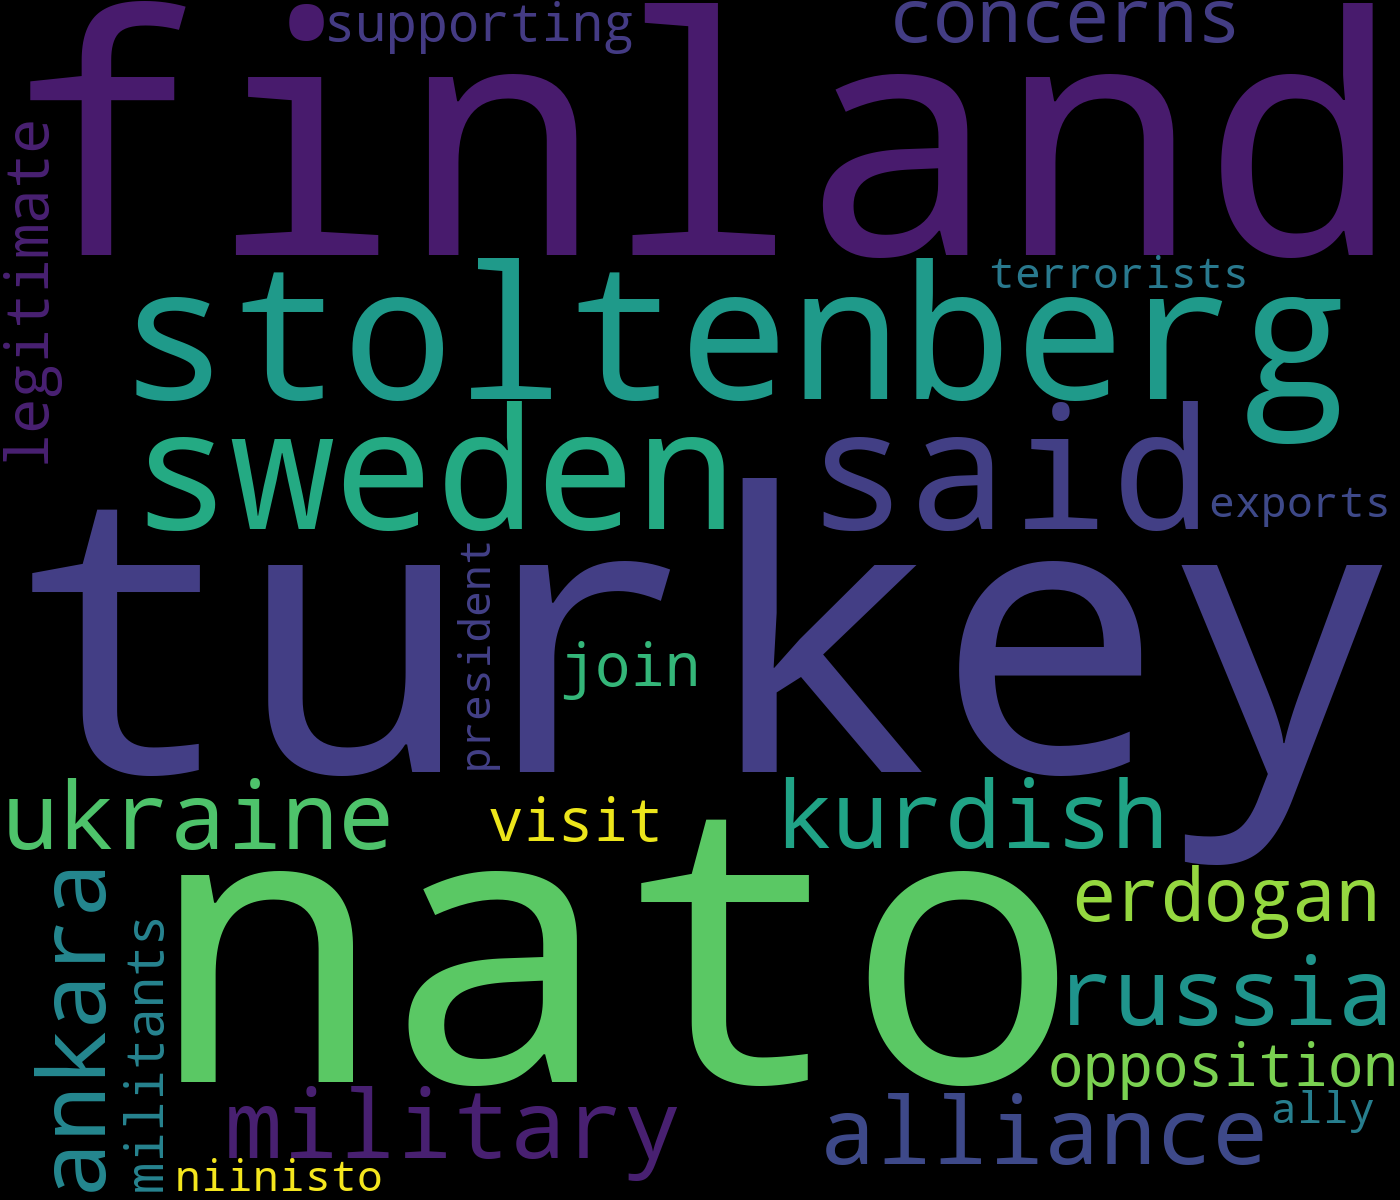 supporting
concerns
finland
legitimate
terrorists
stoltenberg
sweden
said
exports
turkey
president
join
ukraine
visit
kurdish
nato
erdogan
ankara
militants
russia
opposition
military
alliance
ally
niinisto